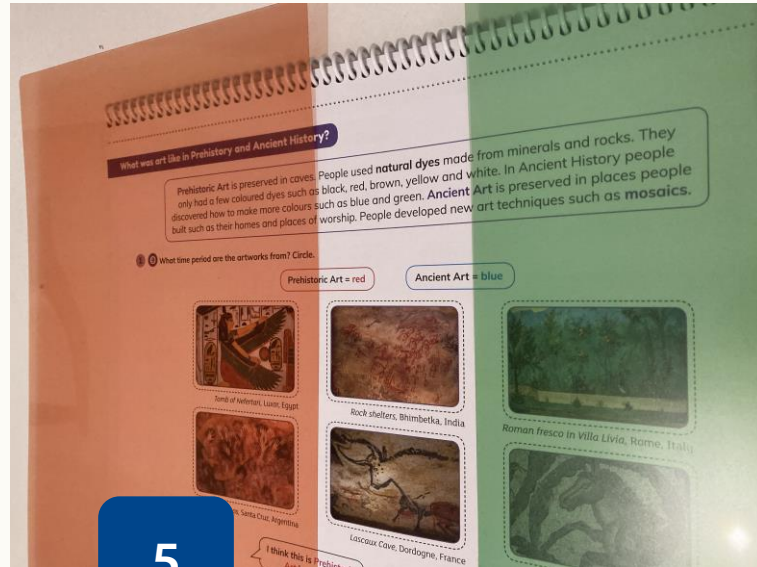 What was art like in Prehistory and Ancient History?
Prehistoric Art is preserved in caves. People used natural dyes made from minerals and rocks. They
only had a few coloured dyes such as black, red, brown, yellow and white. In Ancient History people
discovered how to make more colours such as blue and green. Ancient Art is preserved in places people
built such as their homes and places of worship. People developed new art techniques such as mosaics.
What time period are the artworks from? Circle.
Prehistoric Art = red
Ancient Art = blue
Tomb of Nefertari, Luxor, Egypt
Rock shelters, Bhimbetka, India
Roman fresco in Villa Livia, Rome, Italy
Santa Cruz, Argentina
Lascaux Cave, Dordogne, France
I think this is
5